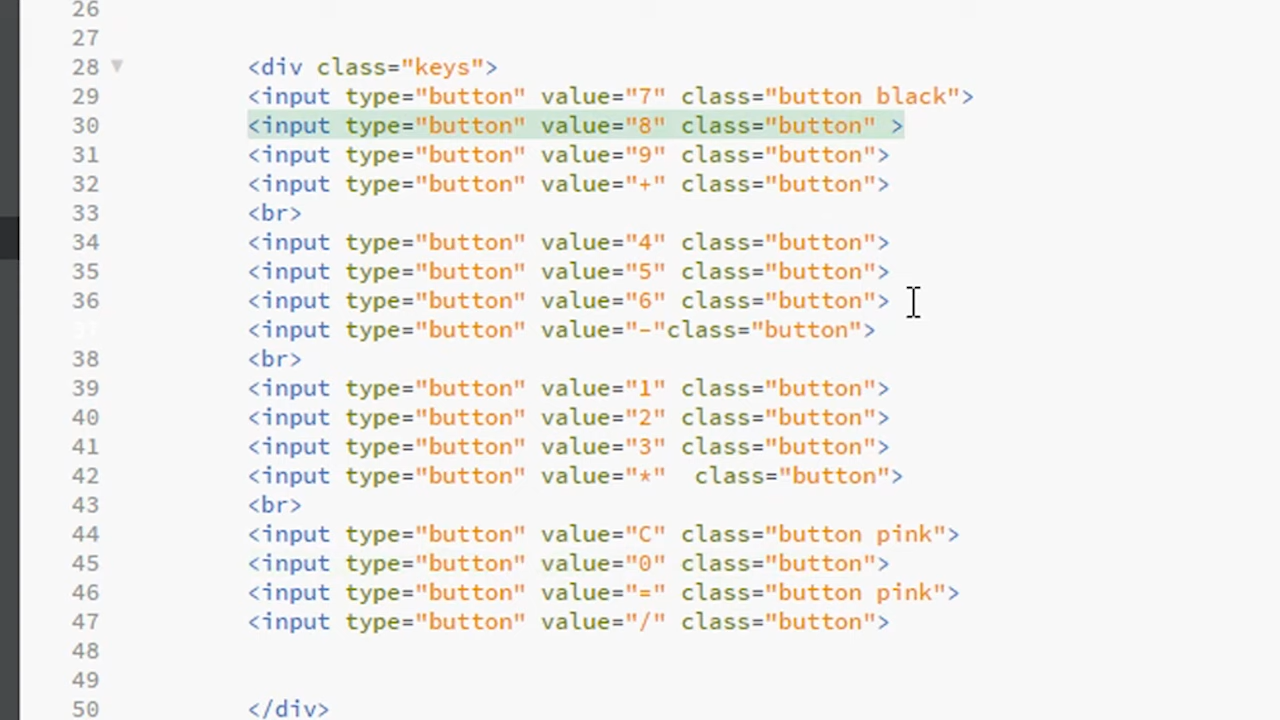 26
27
28 <div class="keys">
29 <input type="button" value="7" class="button black">
30 <input type="button" value="8" class="button" >
31 <input type="button" value="9" class="button">
32 <input type="button" value="+" class="button">
33 <br>
34 <input type="button" value="4" class="button">
35 <input type="button" value="5" class="button">
36 <input type="button" value="6" class="button">
37 <input type="button" value="-"class="button">
38 <br>
39 <input type="button" value="1" class="button">
40 <input type="button" value="2" class="button">
41 <input type="button" value="3" class="button">
42 <input type="button" value="*"  class="button">
43 <br>
44 <input type="button" value="C" class="button pink">
45 <input type="button" value="0" class="button">
46 <input type="button" value="=" class="button pink">
47 <input type="button" value="/" class="button">
48
49
50 </div>